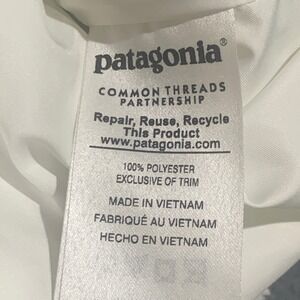 patagonia®
COMMON THREADS
PARTNERSHIP
Repair, Reuse, Recycle
This Product
www.patagonia.com
100% POLYESTER
EXCLUSIVE OF TRIM
MADE IN VIETNAM
FABRIQUÉ AU VIETNAM
HECHO EN VIETNAM